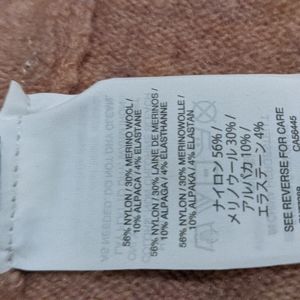 56% NYLON / 30% MERINO WOOL /
10% ALPACA / 4% ELASTANE
56% NYLON / 30% LAINE DE MERINOS /
10% ALPAGA / 4% ELASTHANNE
56% NYLON / 30% MERINOWOLLE /
10% ALPAKA / 4% ELASTAN
ナイロン 56% /
メリノウール 30% /
アルパカ 10% /
エラステーン 4%
SEE REVERSE FOR CARE
CA56445